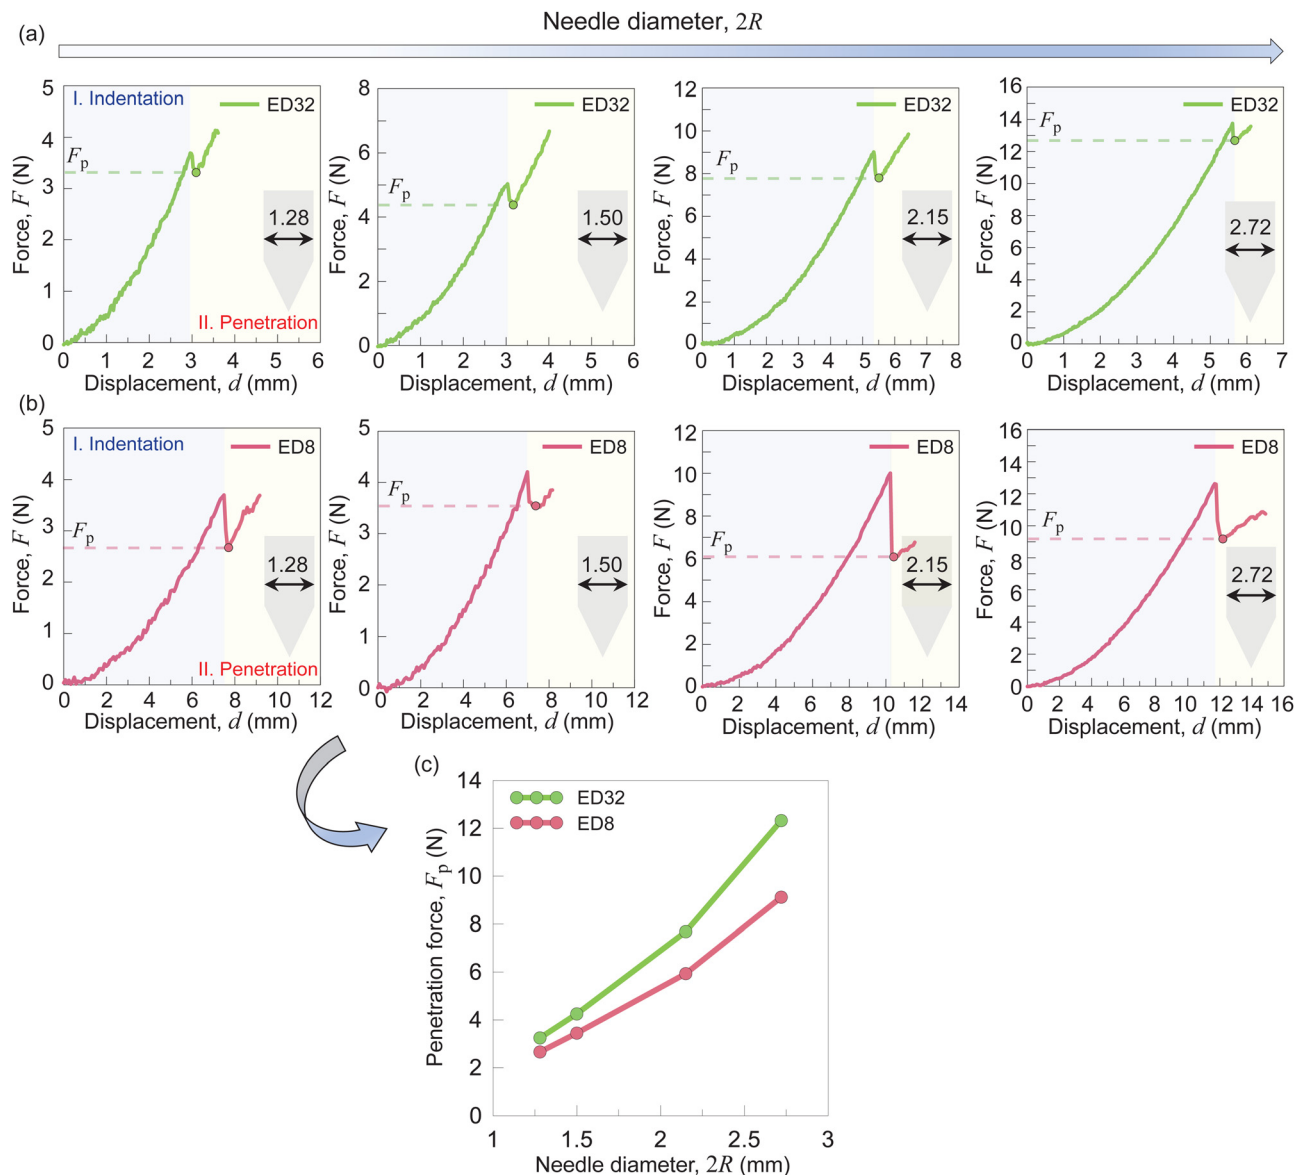 Needle diameter, 2R
(a)
5
4
3
2
1
0
Force, F (N)
I. Indentation
ED32
Fp
1.28
II. Penetration
0 1 2 3 4 5 6
Displacement, d (mm)
8
6
4
2
0
Force, F (N)
ED32
Fp
1.50
0 1 2 3 4 5 6
Displacement, d (mm)
12
10
8
6
4
2
0
Force, F (N)
ED32
Fp
2.15
0 1 2 3 4 5 6 7 8
Displacement, d (mm)
16
14
12
10
8
6
4
2
0
Force, F (N)
ED32
Fp
2.72
0 1 2 3 4 5 6 7
Displacement, d (mm)
(b)
5
4
3
2
1
0
Force, F (N)
I. Indentation
ED8
Fp
1.28
II. Penetration
0 2 4 6 8 10 12
Displacement, d (mm)
5
4
3
2
1
0
Force, F (N)
ED8
Fp
1.50
0 2 4 6 8 10 12
Displacement, d (mm)
12
10
8
6
4
2
0
Force, F (N)
ED8
Fp
2.15
0 2 4 6 8 10 12 14
Displacement, d (mm)
16
14
12
10
8
6
4
2
0
Force, F (N)
ED8
Fp
2.72
0 2 4 6 8 10 12 14 16
Displacement, d (mm)
(c)
14
12
10
8
6
4
2
0
Penetration force, Fp (N)
ED32
ED8
1 1.5 2 2.5 3
Needle diameter, 2R (mm)